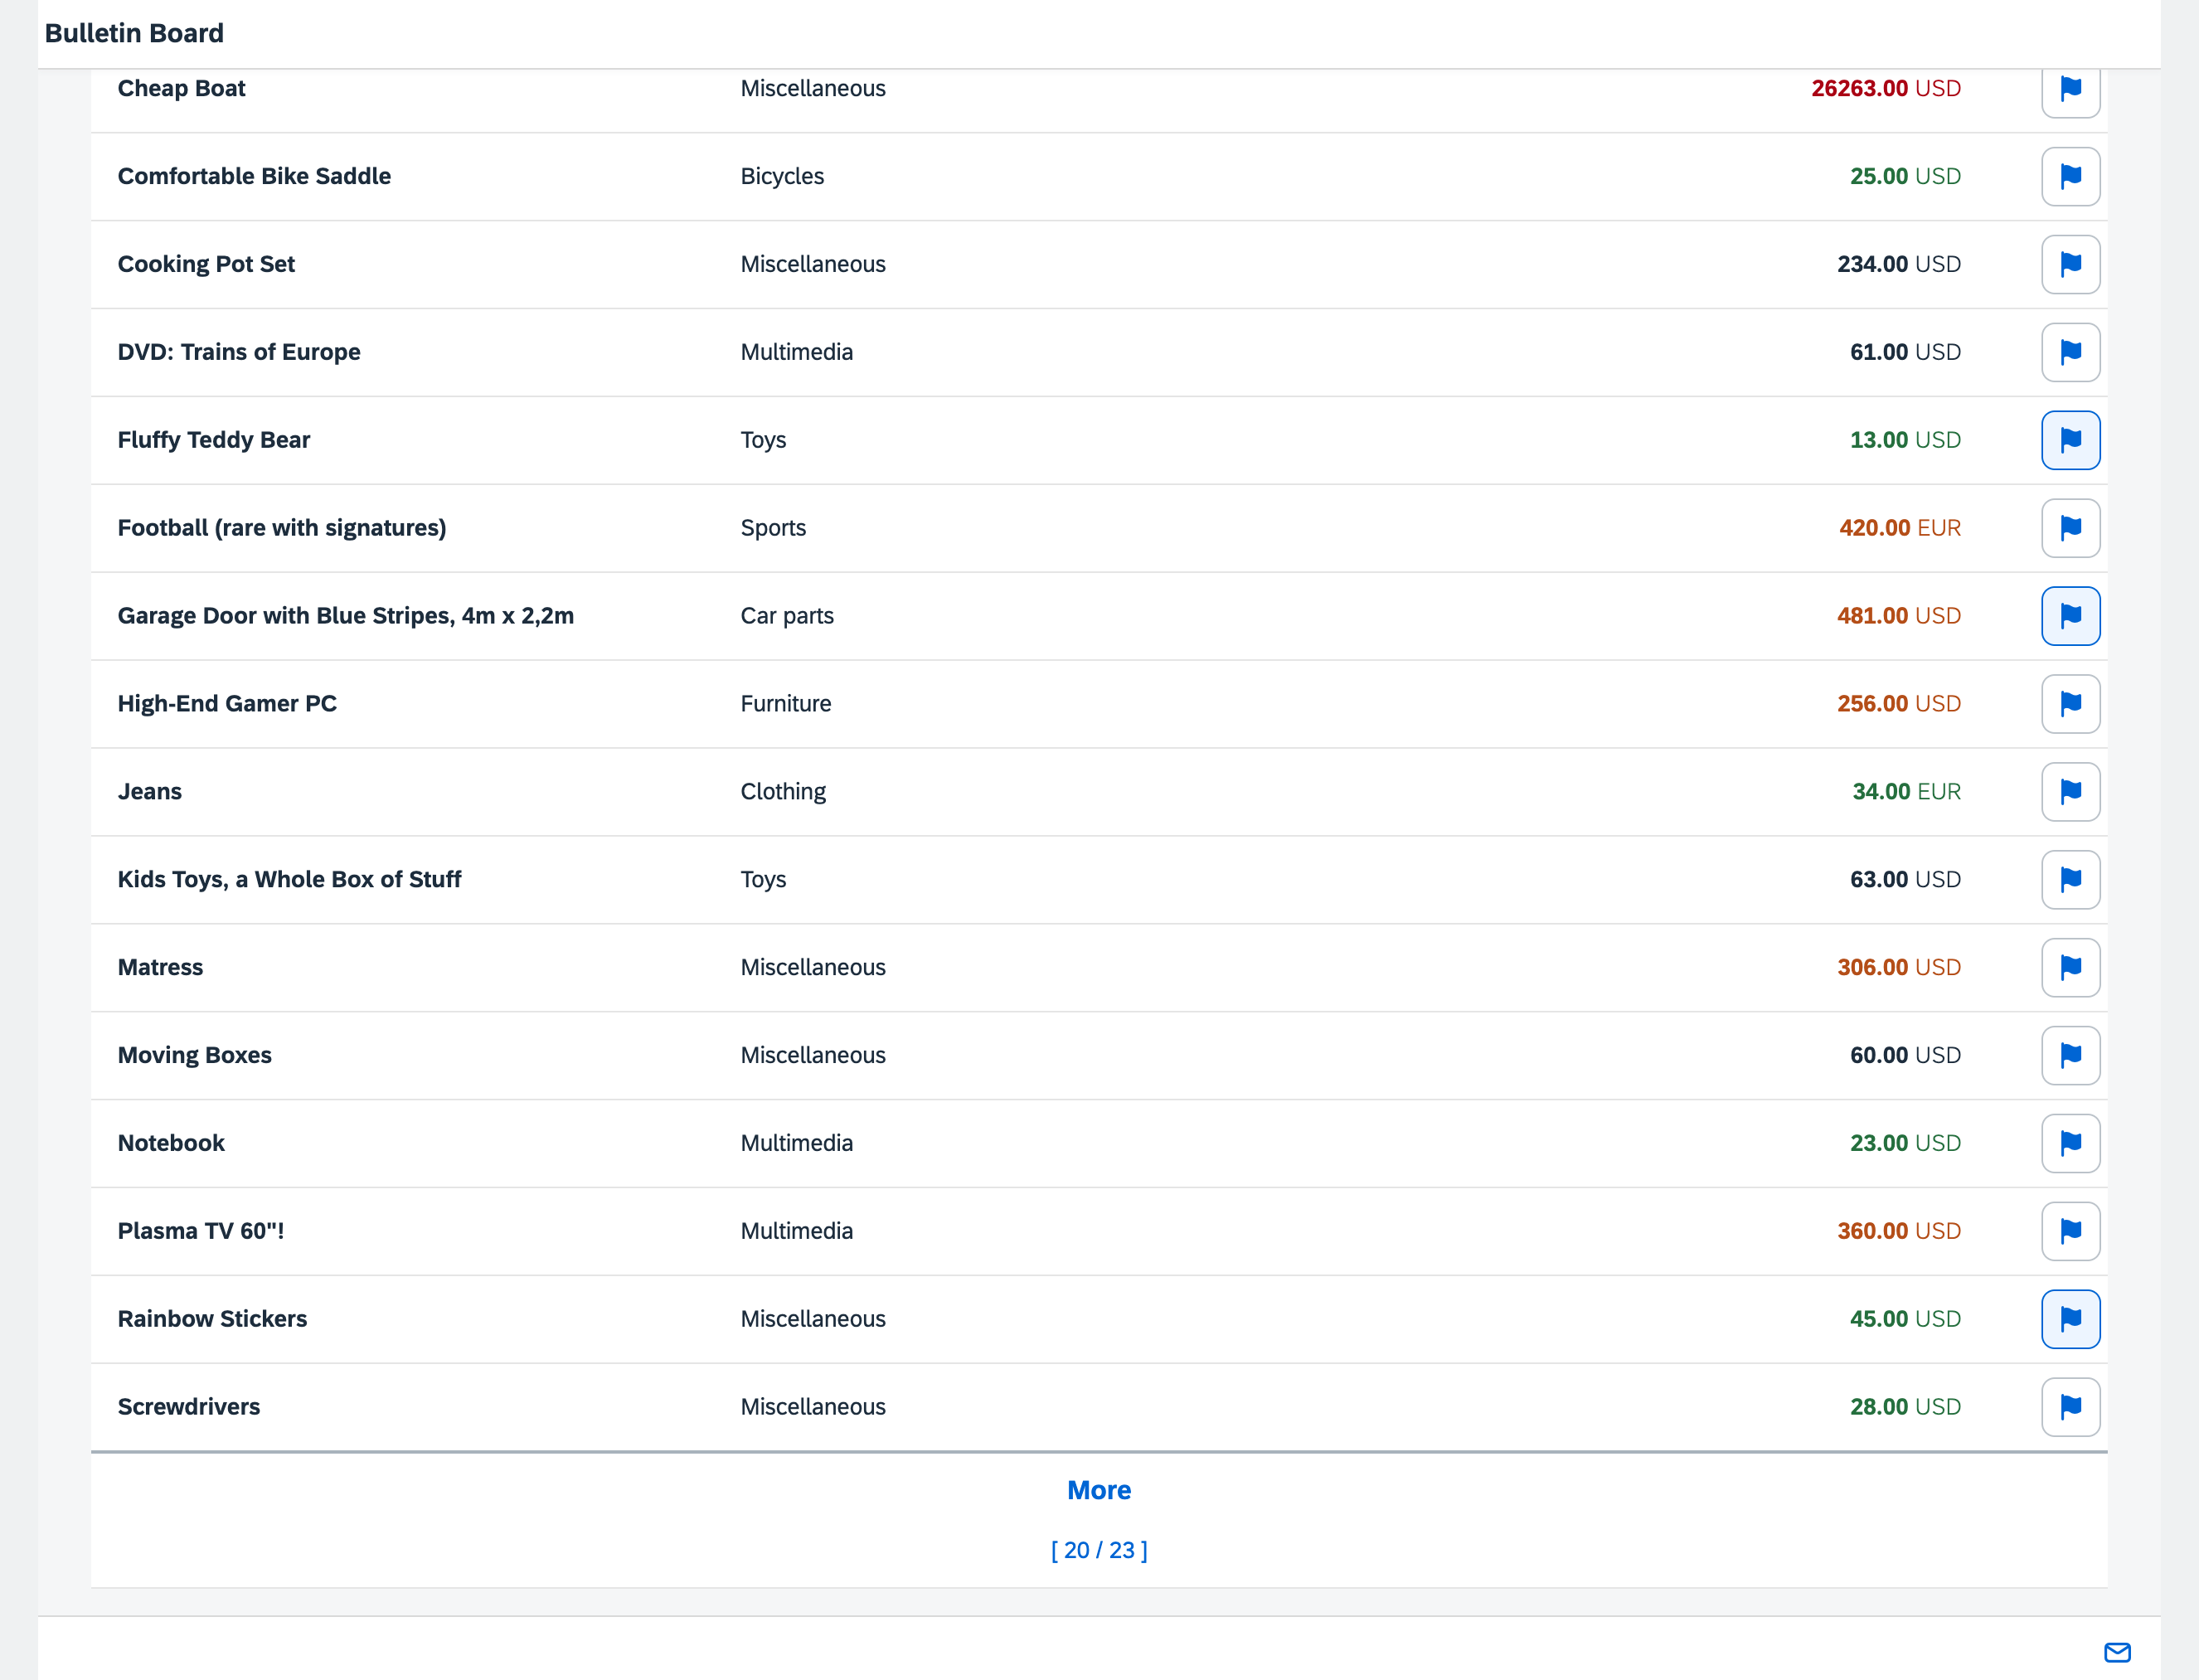 Bulletin Board
Cheap Boat Miscellaneous 26263.00 USD
Comfortable Bike Saddle Bicycles 25.00 USD
Cooking Pot Set Miscellaneous 234.00 USD
DVD: Trains of Europe Multimedia 61.00 USD
Fluffy Teddy Bear Toys 13.00 USD
Football (rare with signatures) Sports 420.00 EUR
Garage Door with Blue Stripes, 4m x 2,2m Car parts 481.00 USD
High-End Gamer PC Furniture 256.00 USD
Jeans Clothing 34.00 EUR
Kids Toys, a Whole Box of Stuff Toys 63.00 USD
Matress Miscellaneous 306.00 USD
Moving Boxes Miscellaneous 60.00 USD
Notebook Multimedia 23.00 USD
Plasma TV 60"! Multimedia 360.00 USD
Rainbow Stickers Miscellaneous 45.00 USD
Screwdrivers Miscellaneous 28.00 USD
More
[ 20 / 23 ]